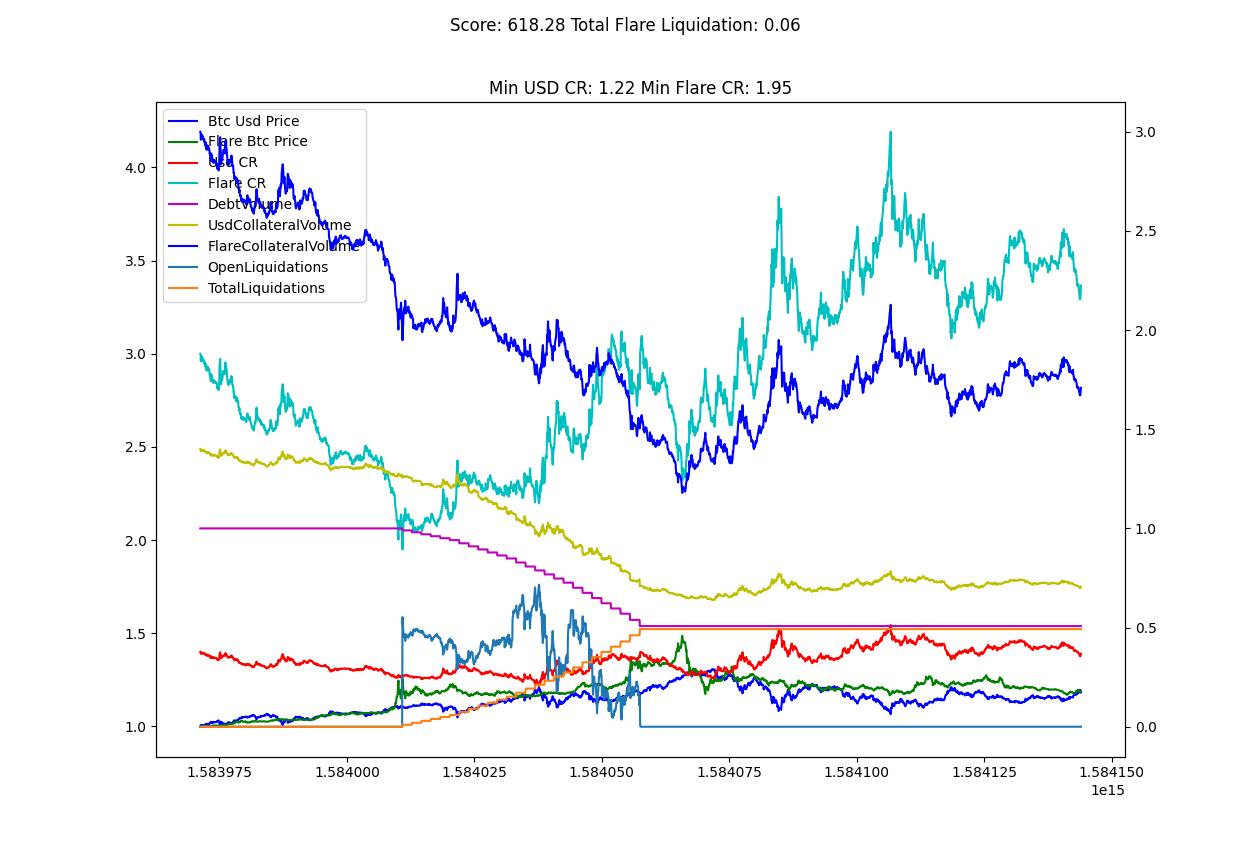 Score: 618.28 Total Flare Liquidation: 0.06
Min USD CR: 1.22 Min Flare CR: 1.95
Btc Usd Price
Flare Btc Price
Usd CR
Flare CR
DebtVolume
UsdCollateralVolume
FlareCollateralVolume
OpenLiquidations
TotalLiquidations
4.0
3.5
3.0
2.5
2.0
1.5
1.0
3.0
2.5
2.0
1.5
1.0
0.5
0.0
1.583975
1.584000
1.584025
1.584050
1.584075
1.584100
1.584125
1.584150
1e15